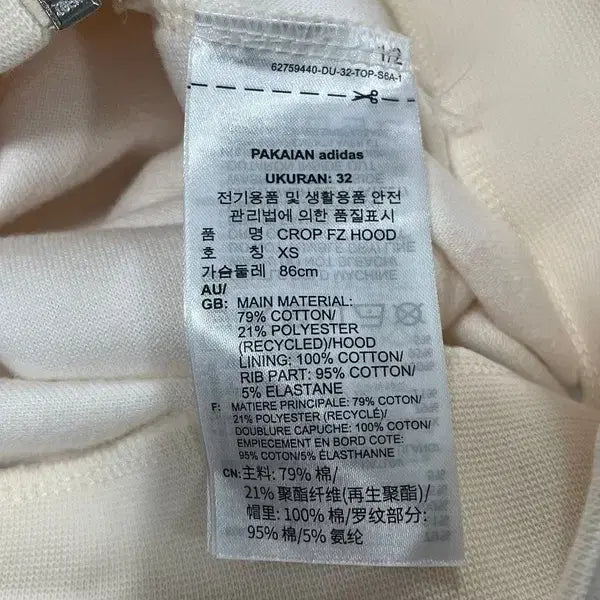 1/2
62759440-DU-32-TOP-S6A-1
PAKAIAN adidas
UKURAN: 32
전기용품 및 생활용품 안전
관리법에 의한 품질표시
품 명 CROP FZ HOOD
호 칭 XS
가슴둘레 86cm
AU/
GB: MAIN MATERIAL:
79% COTTON/
21% POLYESTER
(RECYCLED)/HOOD
LINING: 100% COTTON/
RIB PART: 95% COTTON/
5% ELASTANE
F: MATIERE PRINCIPALE: 79% COTON/
21% POLYESTER (RECYCLÉ)/
DOUBLURE CAPUCHE: 100% COTON/
EMPIECEMENT EN BORD COTE:
95% COTON/5% ÉLASTHANNE
CN: 主料: 79% 棉/
21% 聚酯纤维(再生聚酯)/
帽里: 100% 棉/罗纹部分:
95% 棉/5% 氨纶